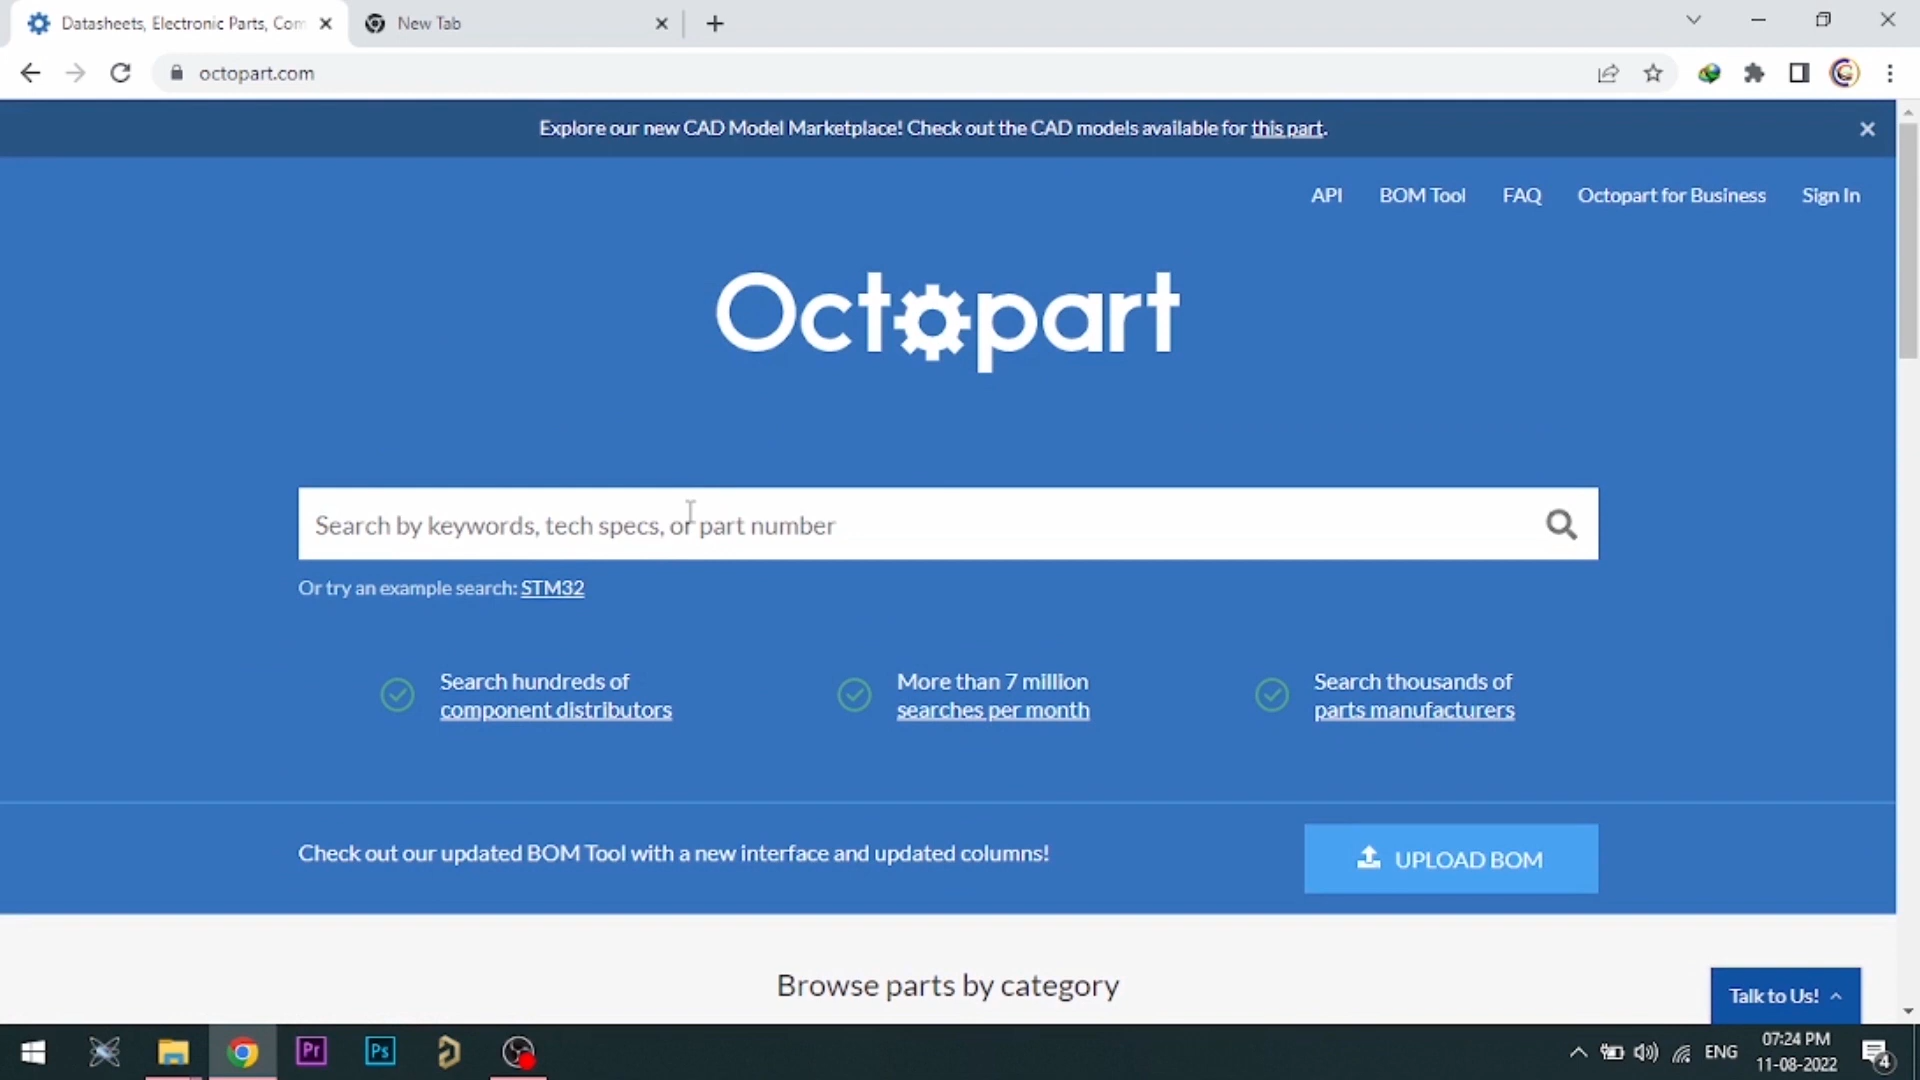 Datasheets, Electronic Parts, Com
New Tab
octopart.com
Explore our new CAD Model Marketplace! Check out the CAD models available for this part.
API BOM Tool FAQ Octopart for Business Sign In
Octopart
Search by keywords, tech specs, or part number
Or try an example search: STM32
Search hundreds of
component distributors
More than 7 million
searches per month
Search thousands of
parts manufacturers
Check out our updated BOM Tool with a new interface and updated columns!
UPLOAD BOM
Browse parts by category
Talk to Us!
Pr
Ps
ENG
07:24 PM
11-08-2022
4